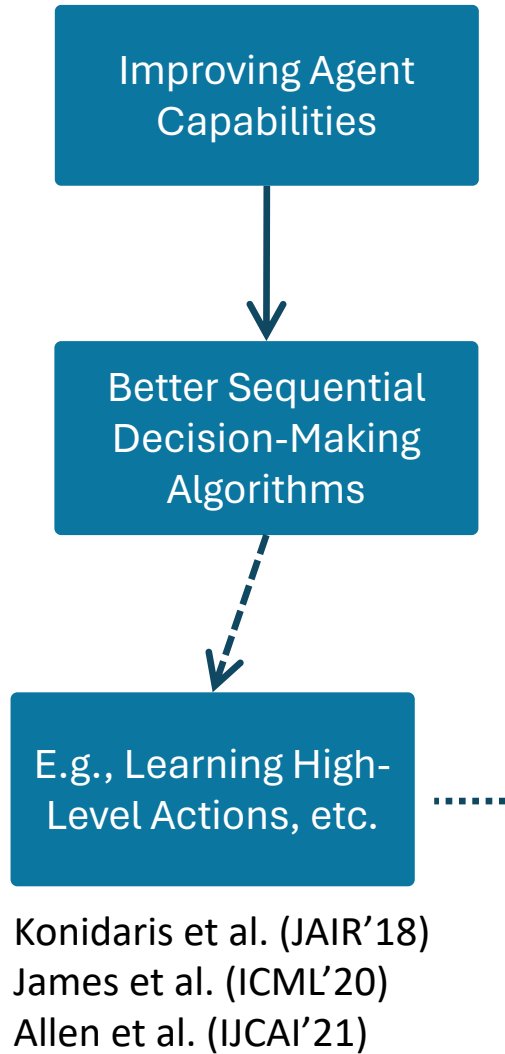 Improving Agent
Capabilities
Better Sequential
Decision-Making
Algorithms
E.g., Learning High-
Level Actions, etc.
Konidaris et al. (JAIR’18)
James et al. (ICML’20)
Allen et al. (IJCAI’21)